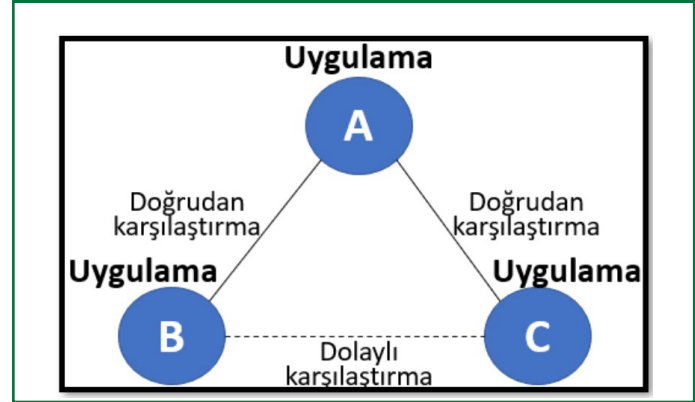 Uygulama
A
Doğrudan
karşılaştırma
Doğrudan
karşılaştırma
Uygulama
Uygulama
B
C
Dolaylı
karşılaştırma